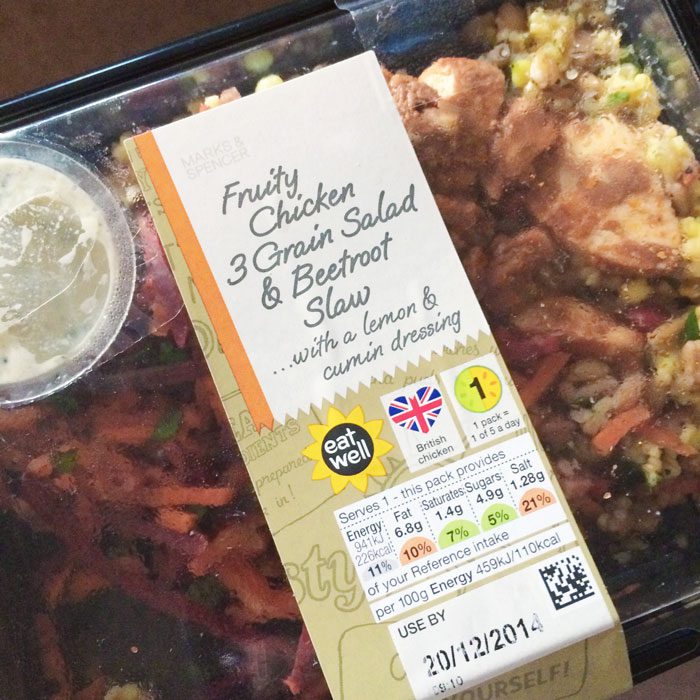 MARKS &
SPENCER
Fruity
Chicken
3 Grain Salad
& Beetroot
Slaw
...with a lemon &
cumin dressing
eat
well
British
chicken
1
1 pack =
1 of 5 a day
Serves 1 - this pack provides
Energy Fat Saturates Sugars Salt
941kJ 6.8g 1.4g 4.9g 1.28g
226kcal
11% 10% 7% 5% 21%
of your Reference intake
per 100g Energy 459kJ/110kcal
USE BY
20/12/2014
YOURSELF!